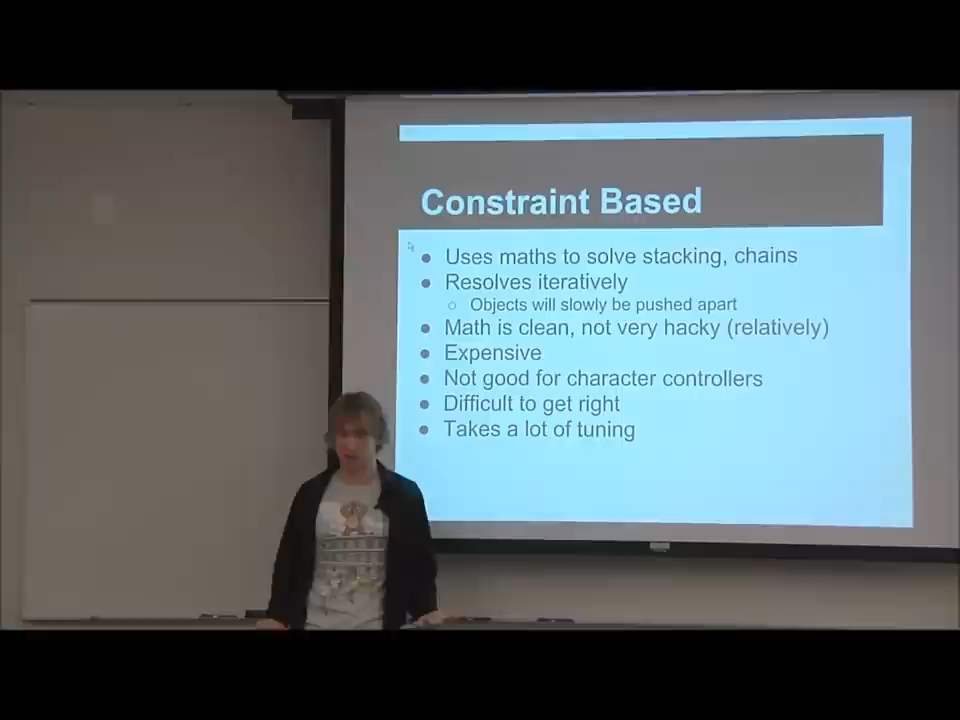 Constraint Based
● Uses maths to solve stacking, chains
● Resolves iteratively
○ Objects will slowly be pushed apart
● Math is clean, not very hacky (relatively)
● Expensive
● Not good for character controllers
● Difficult to get right
● Takes a lot of tuning